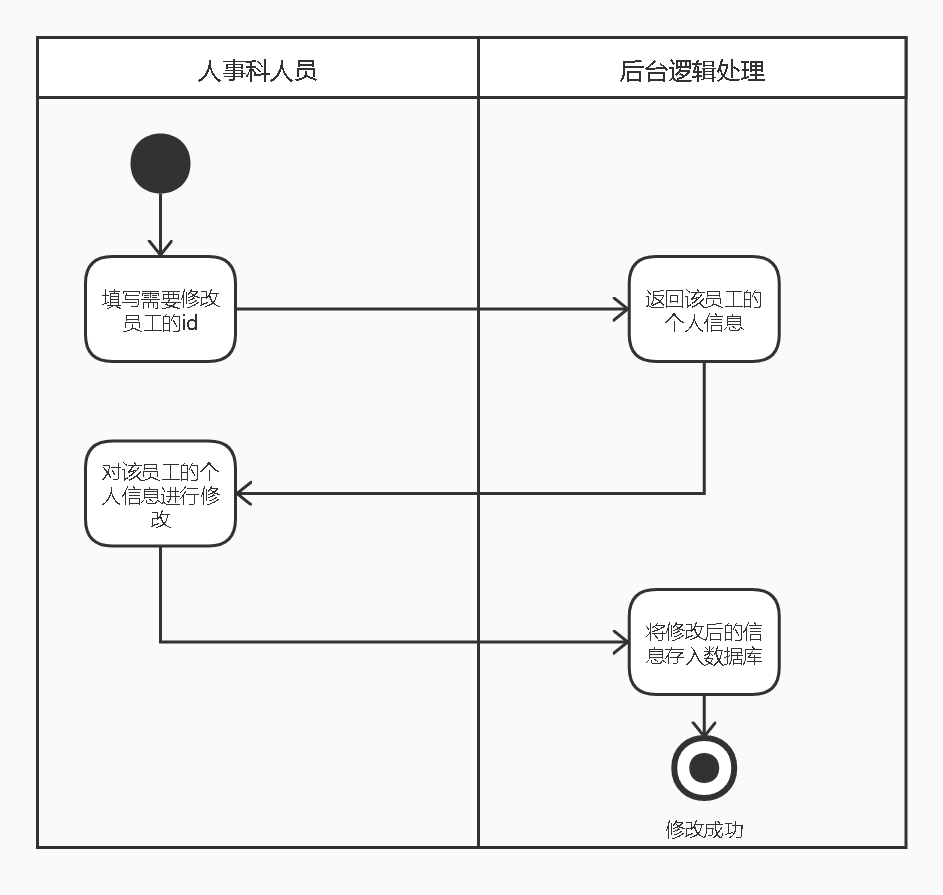 人事科人员
后台逻辑处理
填写需要修改
员工的id
返回该员工的
个人信息
对该员工的个
人信息进行修
改
将修改后的信
息存入数据库
修改成功